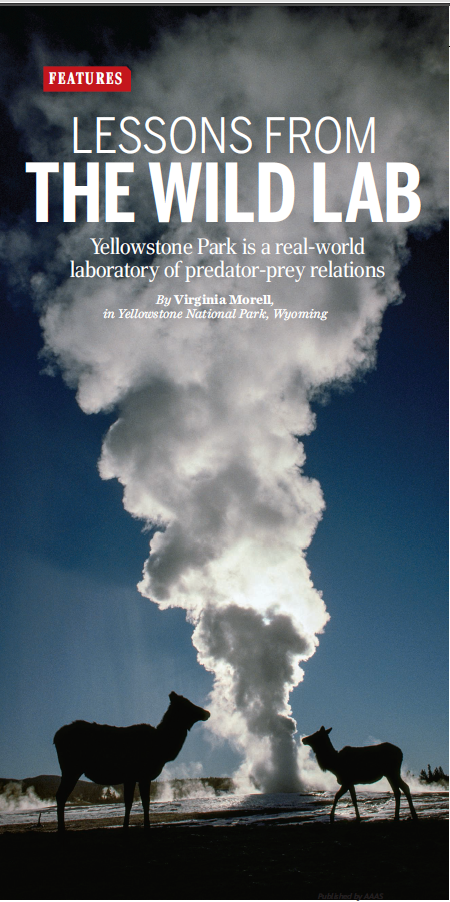 FEATURES
LESSONS FROM
THE WILD LAB
Yellowstone Park is a real-world
laboratory of predator-prey relations
By Virginia Morell,
in Yellowstone National Park, Wyoming
Published by AAAS